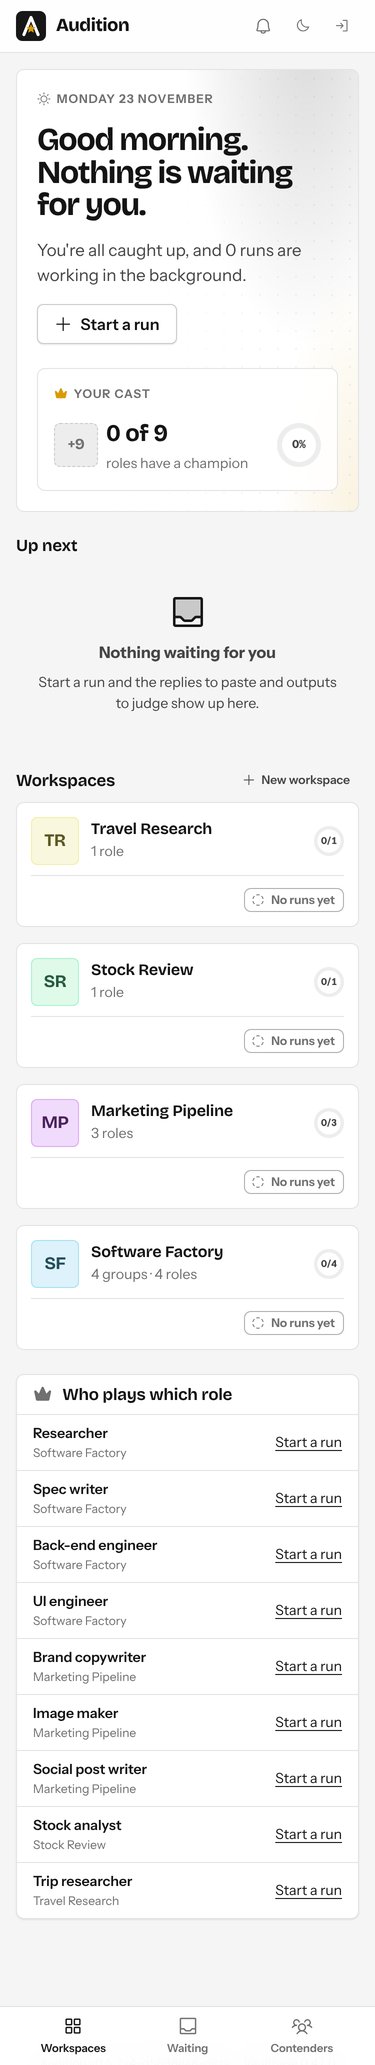 Audition
MONDAY 23 NOVEMBER
Good morning.
Nothing is waiting
for you.
You're all caught up, and 0 runs are
working in the background.
Start a run
YOUR CAST
+9
0 of 9
roles have a champion
0%
Up next
Nothing waiting for you
Start a run and the replies to paste and outputs
to judge show up here.
Workspaces
New workspace
TR
Travel Research
1 role
0/1
No runs yet
SR
Stock Review
1 role
0/1
No runs yet
MP
Marketing Pipeline
3 roles
0/3
No runs yet
SF
Software Factory
4 groups · 4 roles
0/4
No runs yet
Who plays which role
Researcher
Software Factory
Start a run
Spec writer
Software Factory
Start a run
Back-end engineer
Software Factory
Start a run
UI engineer
Software Factory
Start a run
Brand copywriter
Marketing Pipeline
Start a run
Image maker
Marketing Pipeline
Start a run
Social post writer
Marketing Pipeline
Start a run
Stock analyst
Stock Review
Start a run
Trip researcher
Travel Research
Start a run
Workspaces
Waiting
Contenders